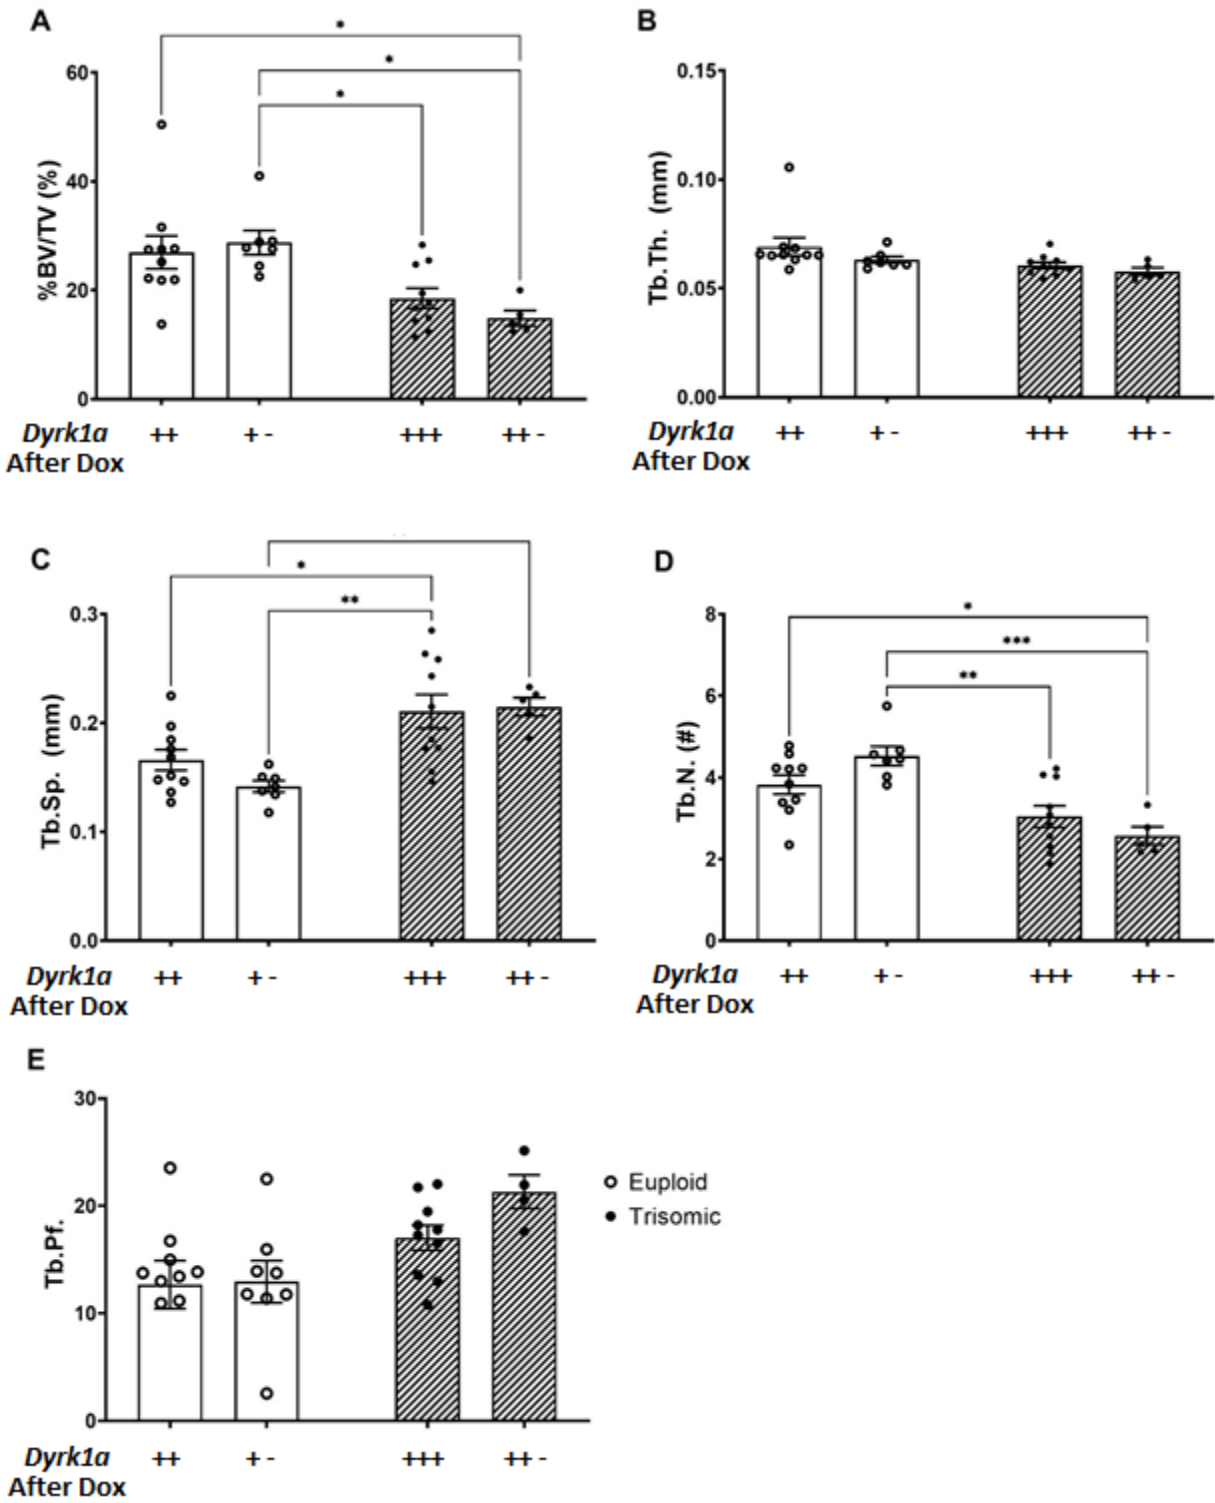 A
*
*
*
60
40
20
0
%BV/TV (%)
Dyrk1a ++ + - +++ ++ -
After Dox
B
0.15
0.10
0.05
0.00
Tb.Th. (mm)
Dyrk1a ++ + - +++ ++ -
After Dox
C
*
**
0.3
0.2
0.1
0.0
Tb.Sp. (mm)
Dyrk1a ++ + - +++ ++ -
After Dox
D
*
***
**
8
6
4
2
0
Tb.N. (#)
Dyrk1a ++ + - +++ ++ -
After Dox
E
30
20
10
0
Tb.Pf.
Euploid
Trisomic
Dyrk1a ++ + - +++ ++ -
After Dox